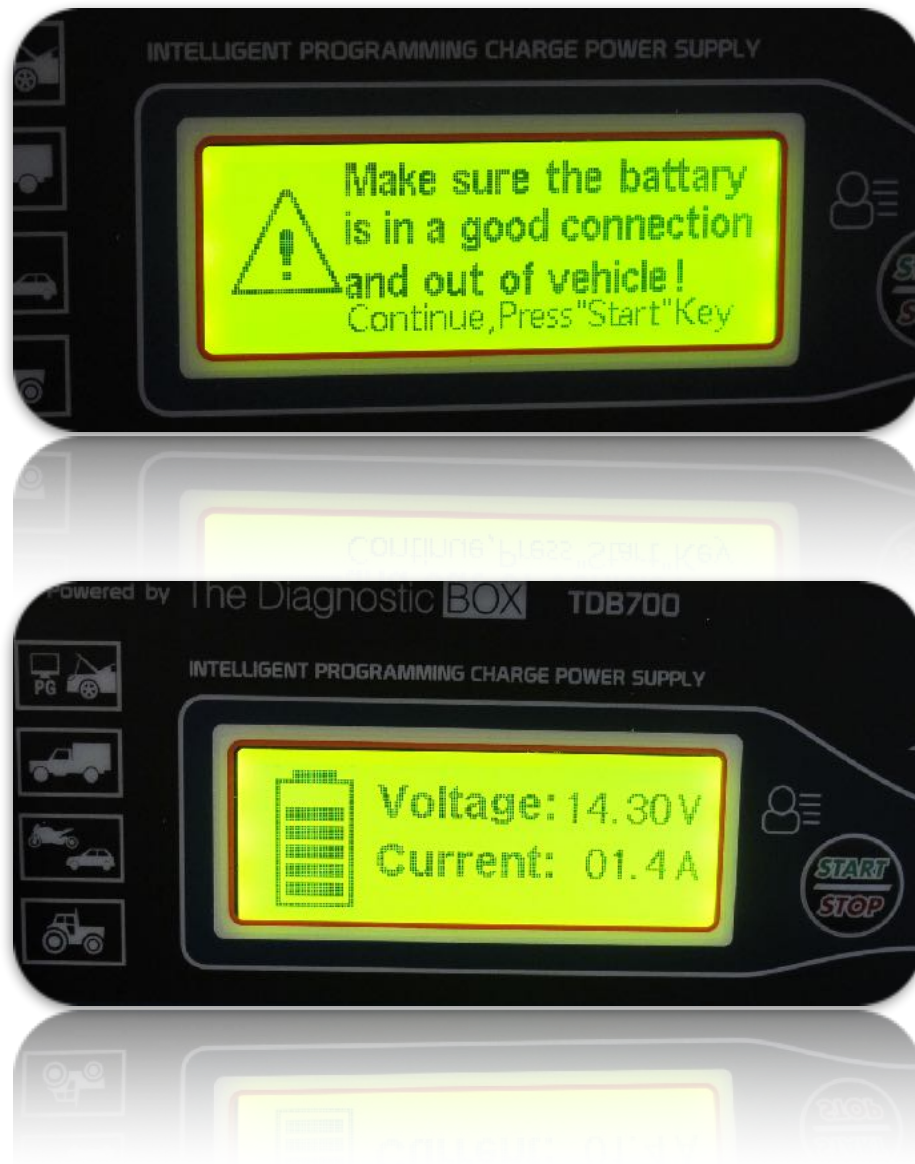 INTELLIGENT PROGRAMMING CHARGE POWER SUPPLY
Make sure the battary
is in a good connection
and out of vehicle!
Continue,Press"Start"Key
Powered by The Diagnostic BOX TDB700
INTELLIGENT PROGRAMMING CHARGE POWER SUPPLY
PG
Voltage: 14.30V
Current: 01.4A
START
STOP